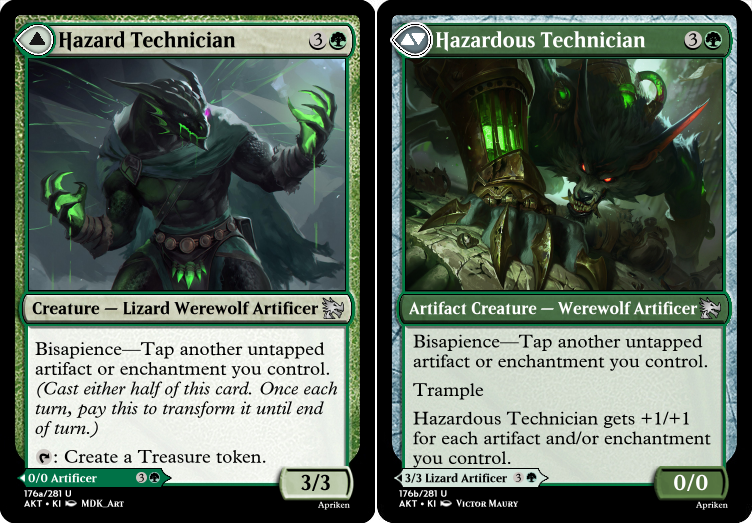 Hazard Technician 3
Creature — Lizard Werewolf Artificer
Bisapience—Tap another untapped
artifact or enchantment you control.
(Cast either half of this card. Once each
turn, pay this to transform it until end
of turn.)
: Create a Treasure token.
0/0 Artificer 3
3/3
176a/281 U
AKT • KI MDK_Art
Apriken
Hazardous Technician 3
Artifact Creature — Werewolf Artificer
Bisapience—Tap another untapped
artifact or enchantment you control.
Trample
Hazardous Technician gets +1/+1
for each artifact and/or enchantment
you control.
3/3 Lizard Artificer 3
0/0
176b/281 U
AKT • KI Victor Maury
Apriken